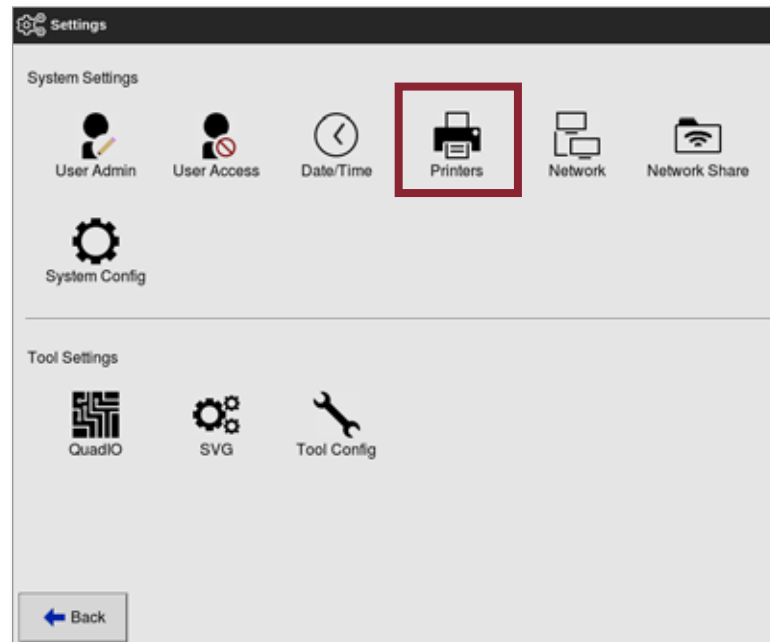 Settings
System Settings
User Admin
User Access
Date/Time
Printers
Network
Network Share
System Config
Tool Settings
QuadIO
SVG
Tool Config
Back